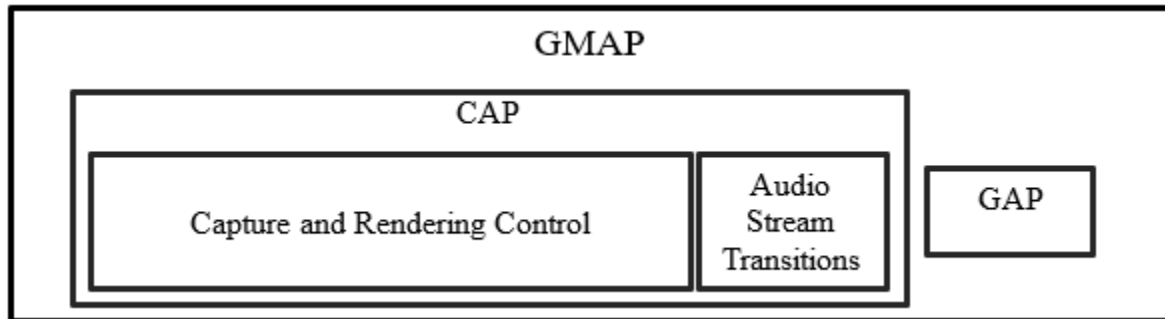 GMAP
CAP
Capture and Rendering Control
Audio
Stream
Transitions
GAP